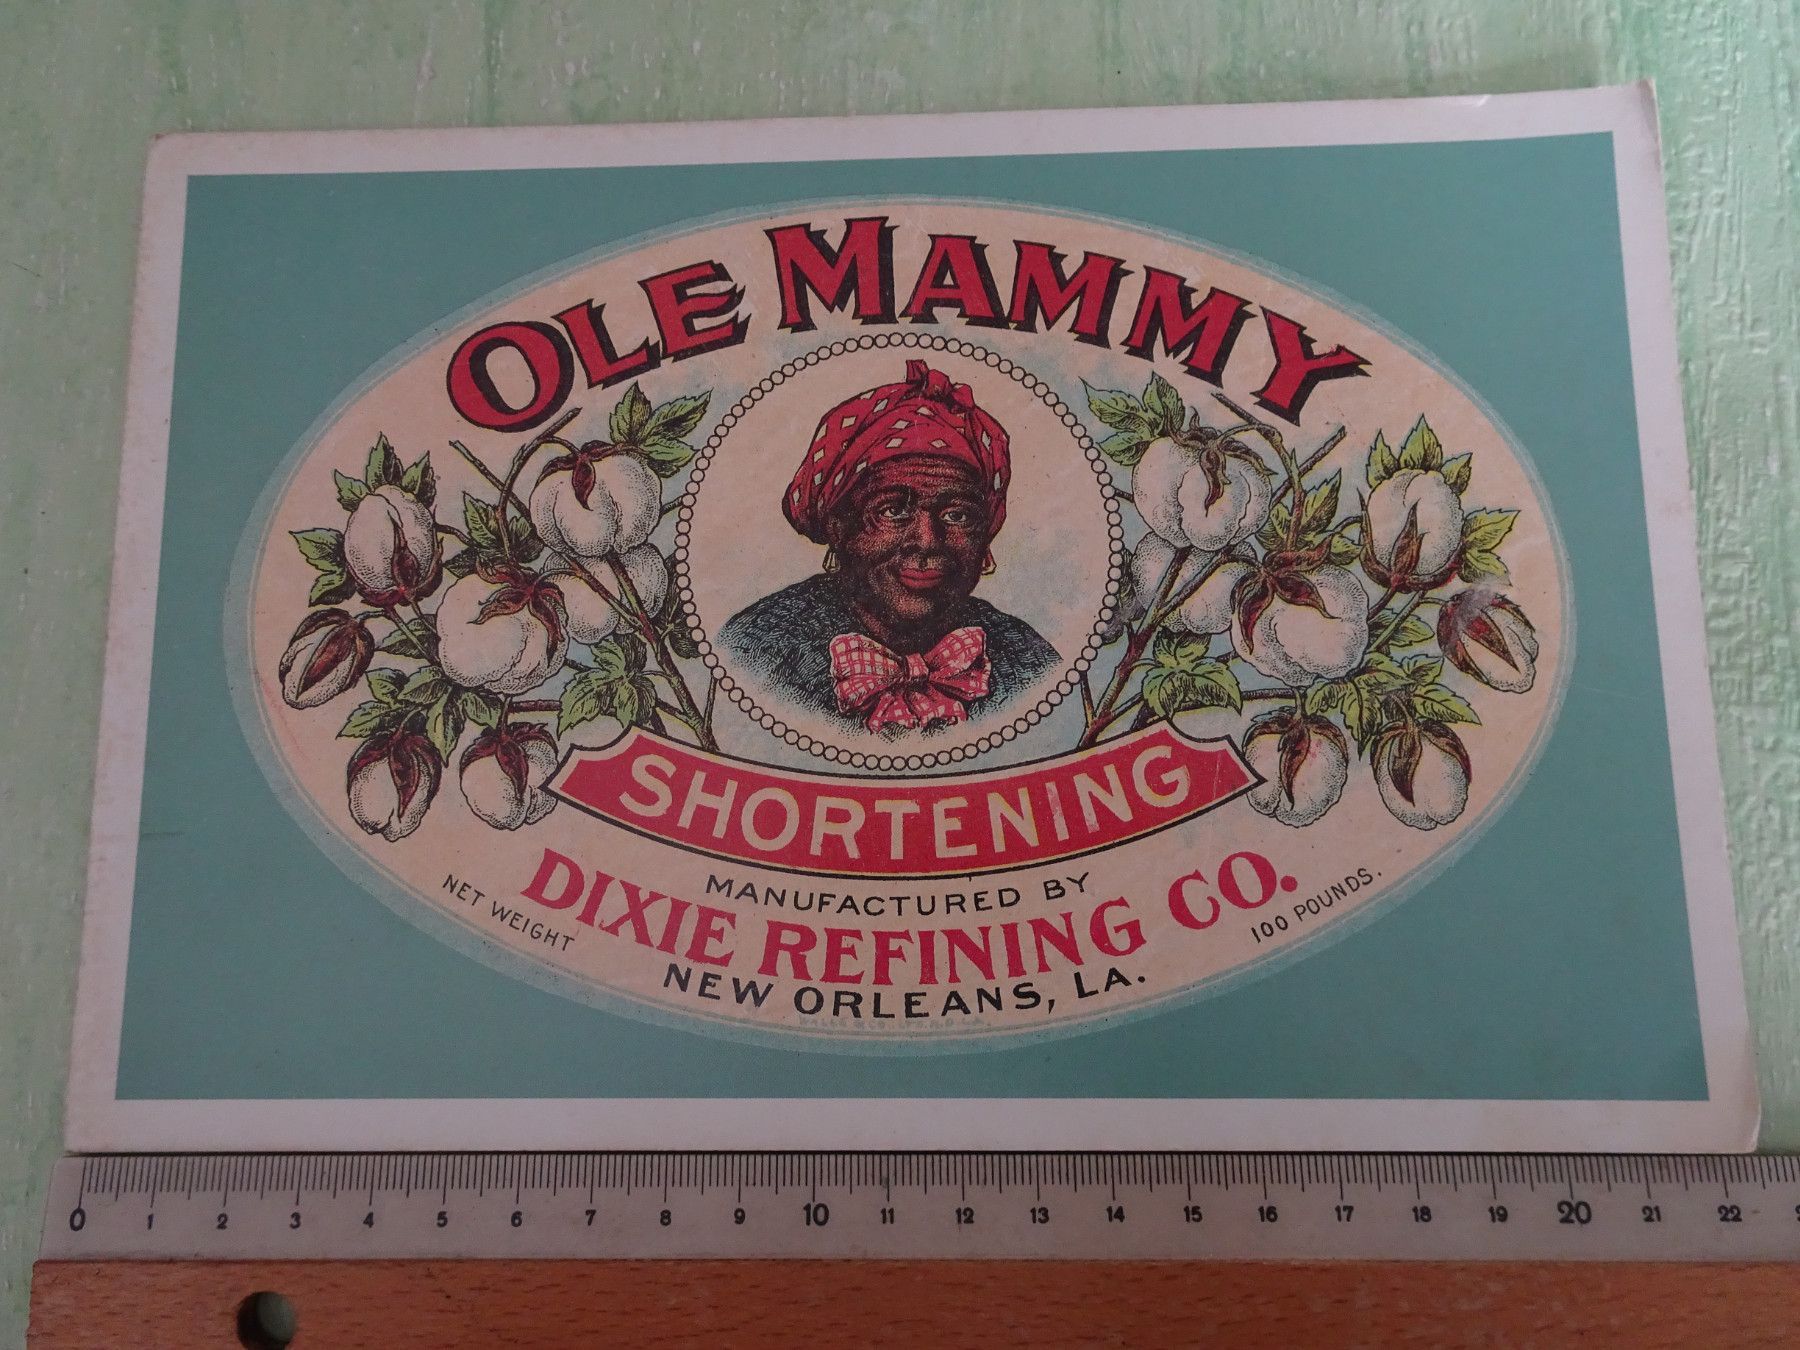 OLE MAMMY
SHORTENING
MANUFACTURED BY
DIXIE REFINING CO.
NEW ORLEANS, LA.
NET WEIGHT
100 POUNDS.
0 1 2 3 4 5 6 7 8 9 10 11 12 13 14 15 16 17 18 19 20 21 22